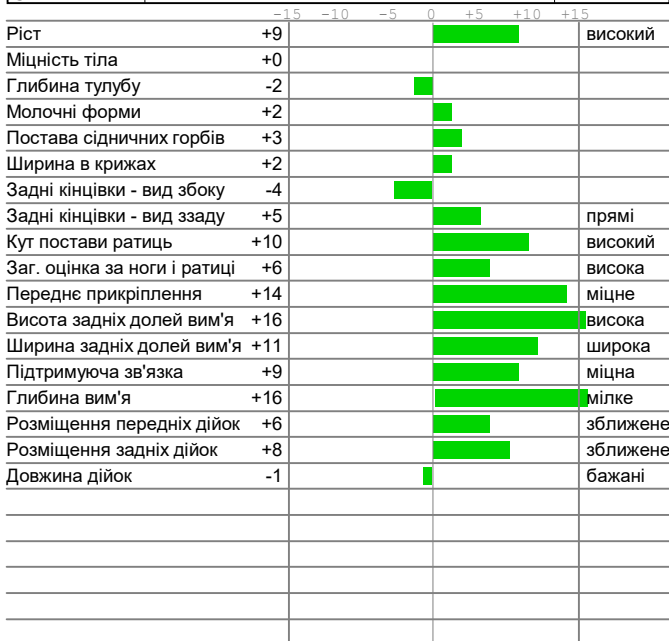 -15 -10 -5 0 +5 +10 +15
Ріст +9 високий
Міцність тіла +0
Глибина тулубу -2
Молочні форми +2
Постава сідничних горбів +3
Ширина в крижах +2
Задні кінцівки - вид збоку -4
Задні кінцівки - вид ззаду +5 прямі
Кут постави ратиць +10 високий
Заг. оцінка за ноги і ратиці +6 висока
Переднє прикріплення +14 міцне
Висота задніх долей вим'я +16 висока
Ширина задніх долей вим'я +11 широка
Підтримуюча зв'язка +9 міцна
Глибина вим'я +16 мілке
Розміщення передніх дійок +6 зближене
Розміщення задніх дійок +8 зближене
Довжина дійок -1 бажані